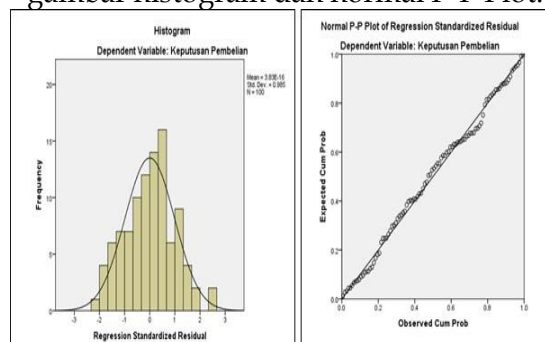 gambar histogram dan normal P-P Plot.
Histogram
Dependent Variable: Keputusan Pembelian
Mean = 3.83E-16
Std. Dev. = 0.985
N = 100
Frequency
20
15
10
5
0
-3 -2 -1 0 1 2 3
Regression Standardized Residual
Normal P-P Plot of Regression Standardized Residual
Dependent Variable: Keputusan Pembelian
Expected Cum Prob
1.0
0.8
0.6
0.4
0.2
0.0
0.0 0.2 0.4 0.6 0.8 1.0
Observed Cum Prob